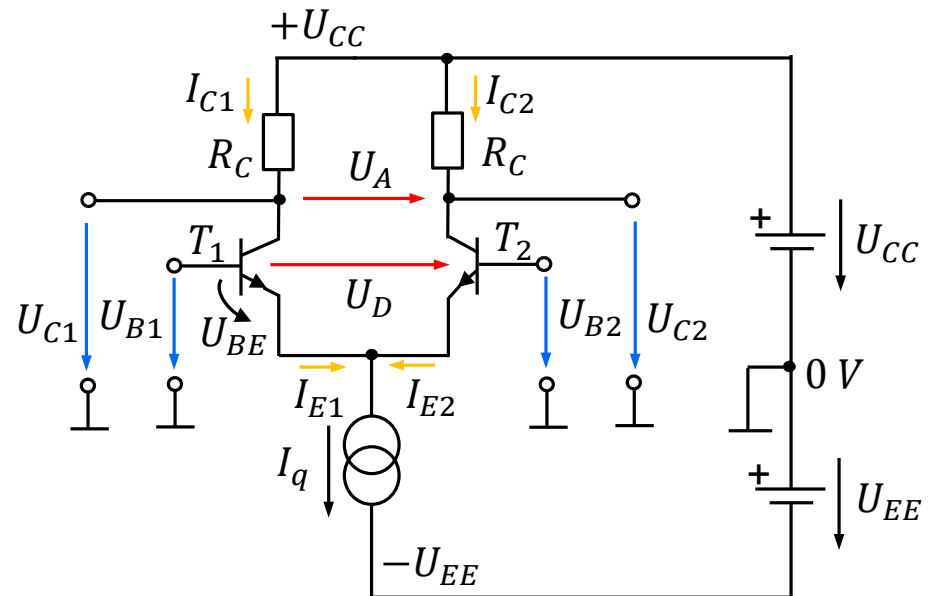 +U_CC
I_C1
I_C2
R_C
R_C
U_A
T_1
T_2
+
U_CC
U_D
U_C1
U_B1
U_BE
U_B2
U_C2
0 V
I_E1
I_E2
I_q
+
U_EE
−U_EE